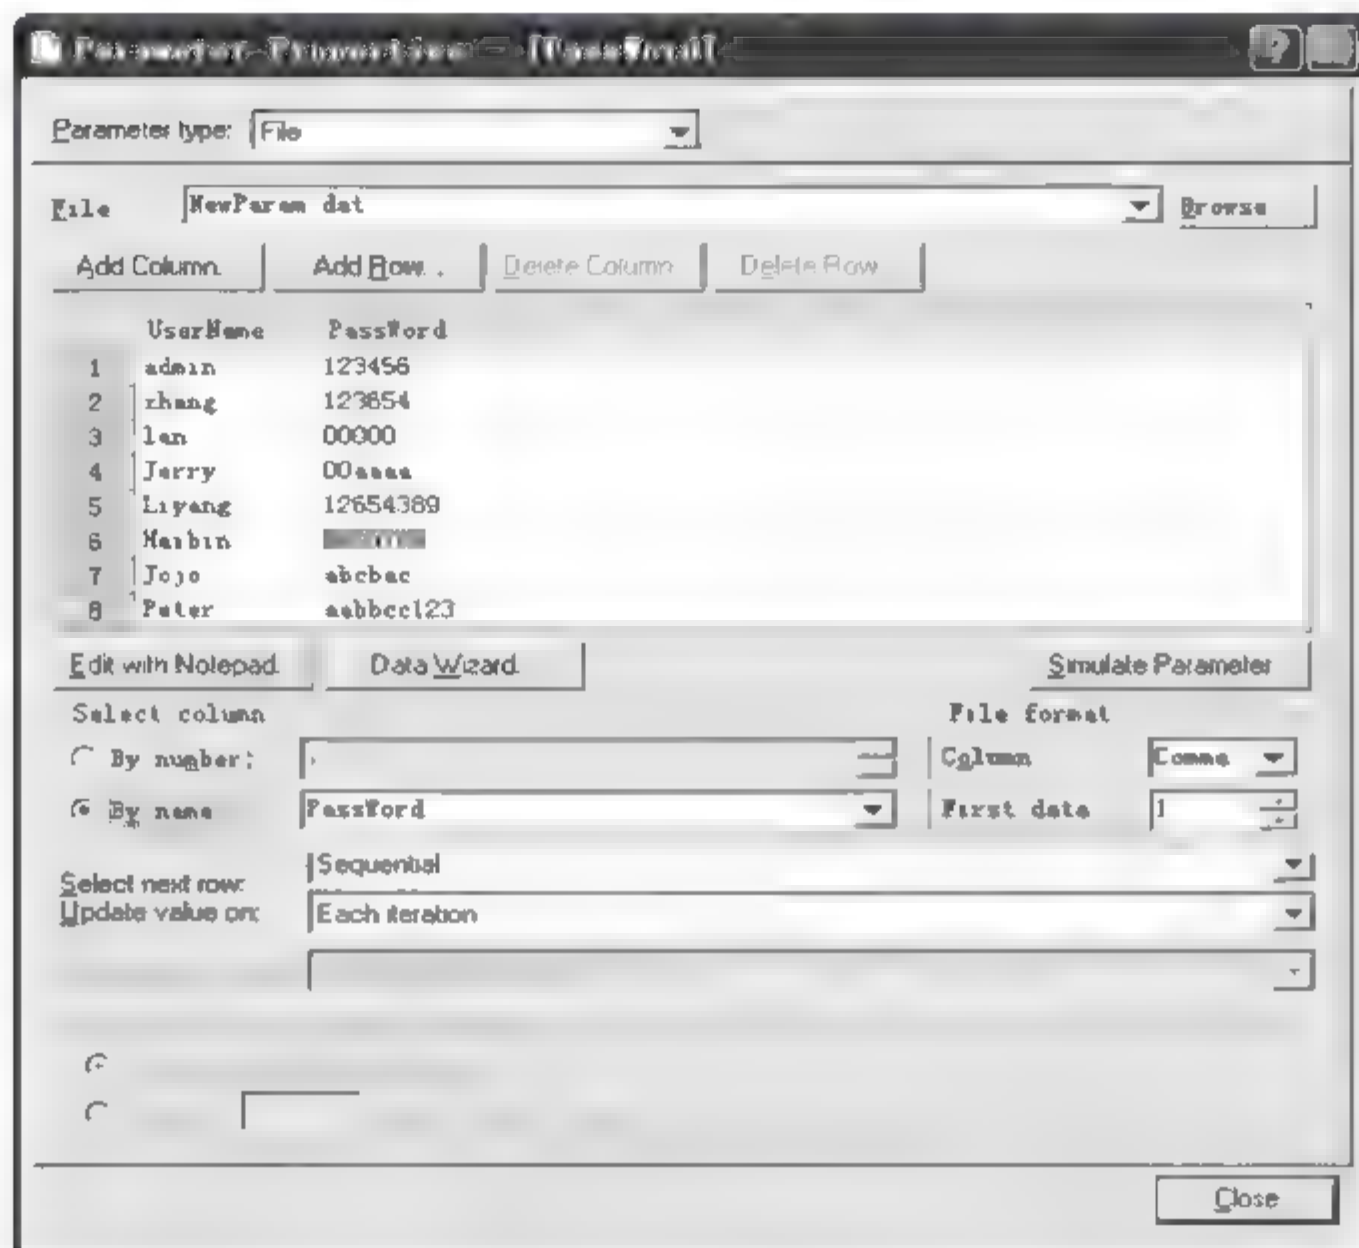 Parameter type: File
File NewParam dat Browse
Add Column. Add Row. . Delete Column Delete Row
UserName PassWord
1 admin 123456
2 zhang 123654
3 lan 00000
4 Jerry 00aaaa
5 Liyang 12654389
6
7 Jojo abcbac
8 Peter aabbcc123
Edit with Notepad. Data Wizard. Simulate Parameter
Select column File format
By number: Column Comma
By name PassWord First data 1
Select next row: Sequential
Update value on: Each iteration
Close